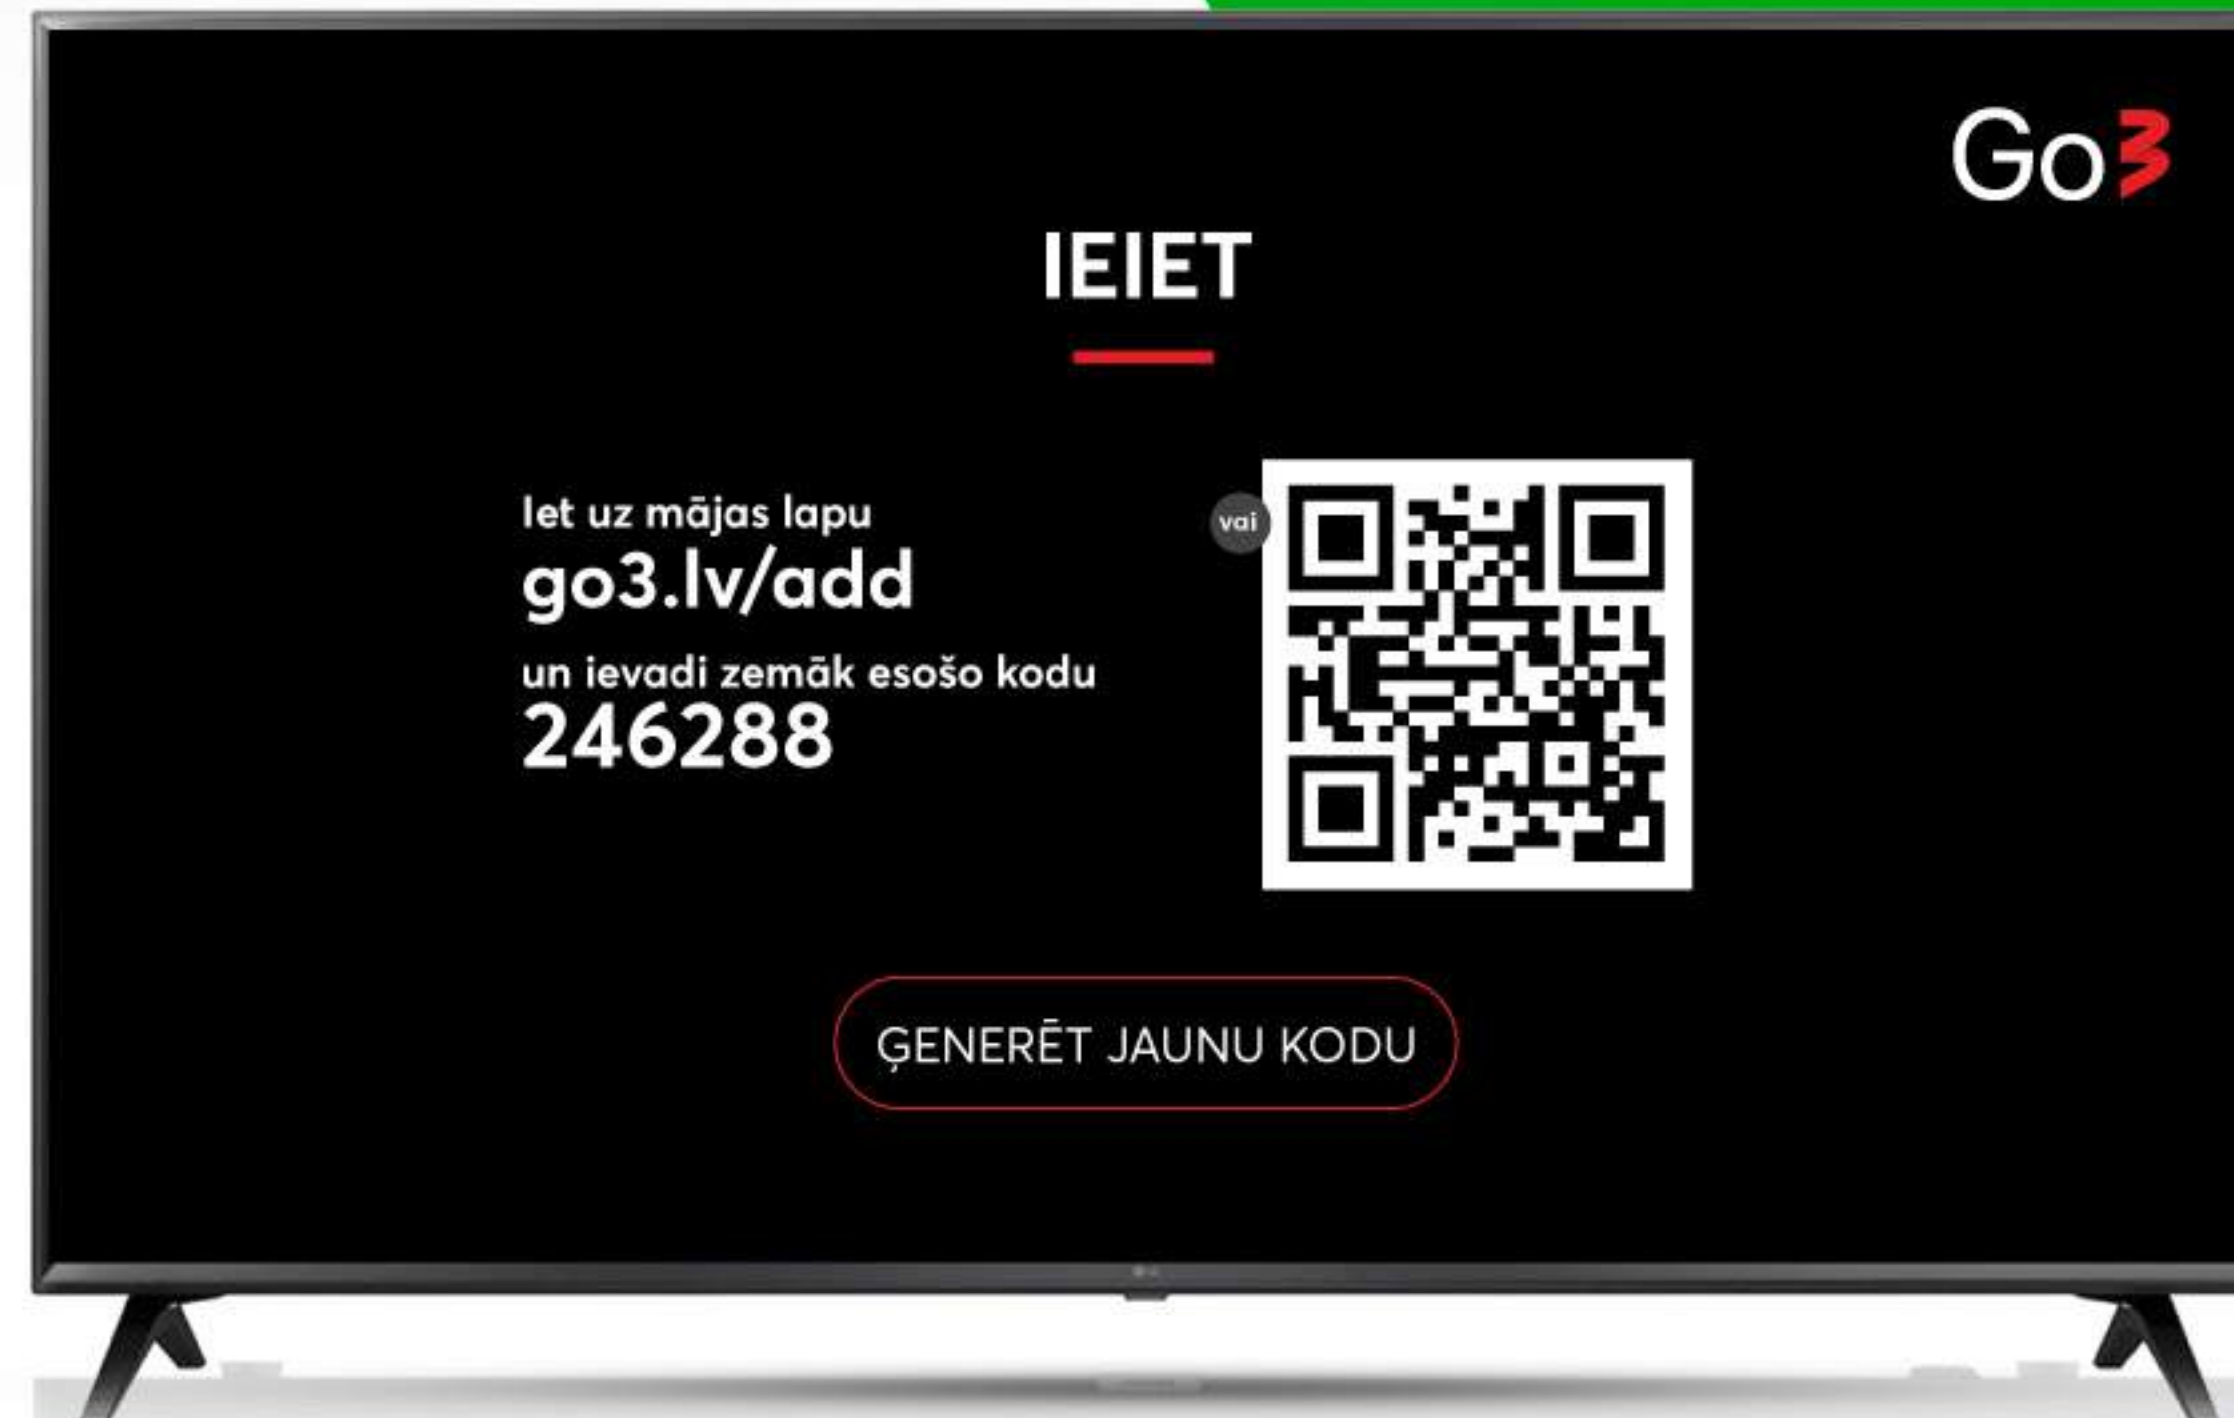 Go3
IEIET
Iet uz mājas lapu
go3.lv/add
un ievadi zemāk esošo kodu
246288
vai
ĢENERĒT JAUNU KODU